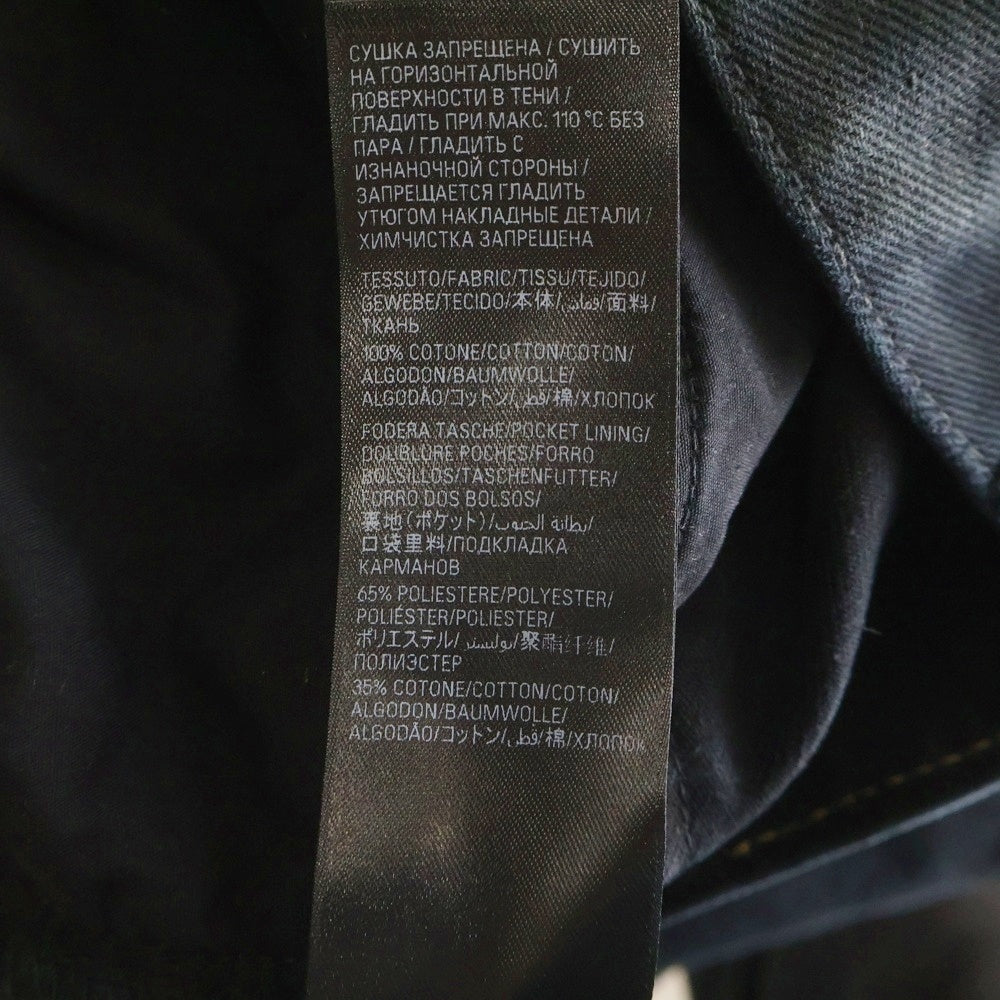 СУШКА ЗАПРЕЩЕНА / СУШИТЬ
НА ГОРИЗОНТАЛЬНОЙ
ПОВЕРХНОСТИ В ТЕНИ /
ГЛАДИТЬ ПРИ МАКС. 110 °C БЕЗ
ПАРА / ГЛАДИТЬ С
ИЗНАНОЧНОЙ СТОРОНЫ /
ЗАПРЕЩАЕТСЯ ГЛАДИТЬ
УТЮГОМ НАКЛАДНЫЕ ДЕТАЛИ /
ХИМЧИСТКА ЗАПРЕЩЕНА
TESSUTO/FABRIC/TISSU/TEJIDO/
GEWEBE/TECIDO/本体/قماش/面料/
ТКАНЬ
100% COTONE/COTTON/COTON/
ALGODON/BAUMWOLLE/
ALGODÃO/コットン/قطن/棉/ХЛОПОК
FODERA TASCHE/POCKET LINING/
DOUBLURE POCHES/FORRO
BOLSILLOS/TASCHENFUTTER/
FORRO DOS BOLSOS/
裏地(ポケット)/بطانة الجيوب/
口袋里料/ПОДКЛАДКА
КАРМАНОВ
65% POLIESTERE/POLYESTER/
POLIÉSTER/POLIESTER/
ポリエステル/بوليستر/聚酯纤维/
ПОЛИЭСТЕР
35% COTONE/COTTON/COTON/
ALGODON/BAUMWOLLE/
ALGODÃO/コットン/قطن/棉/ХЛОПОК